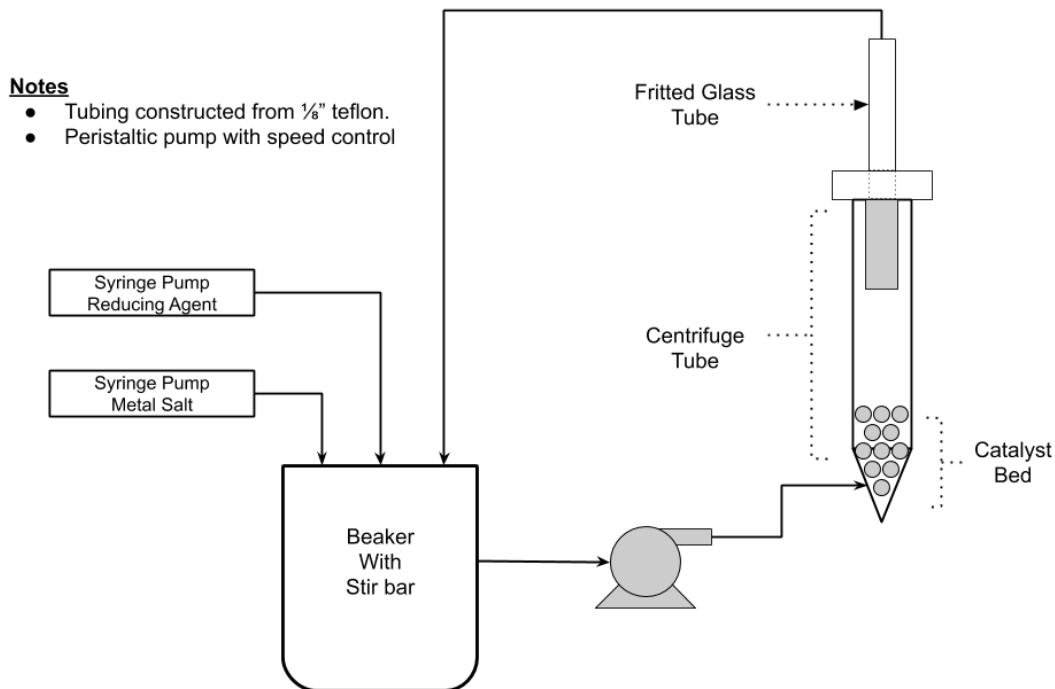 Notes
● Tubing constructed from ⅛” teflon.
● Peristaltic pump with speed control
Fritted Glass
Tube
Syringe Pump
Reducing Agent
Centrifuge
Tube
Syringe Pump
Metal Salt
Catalyst
Bed
Beaker
With
Stir bar